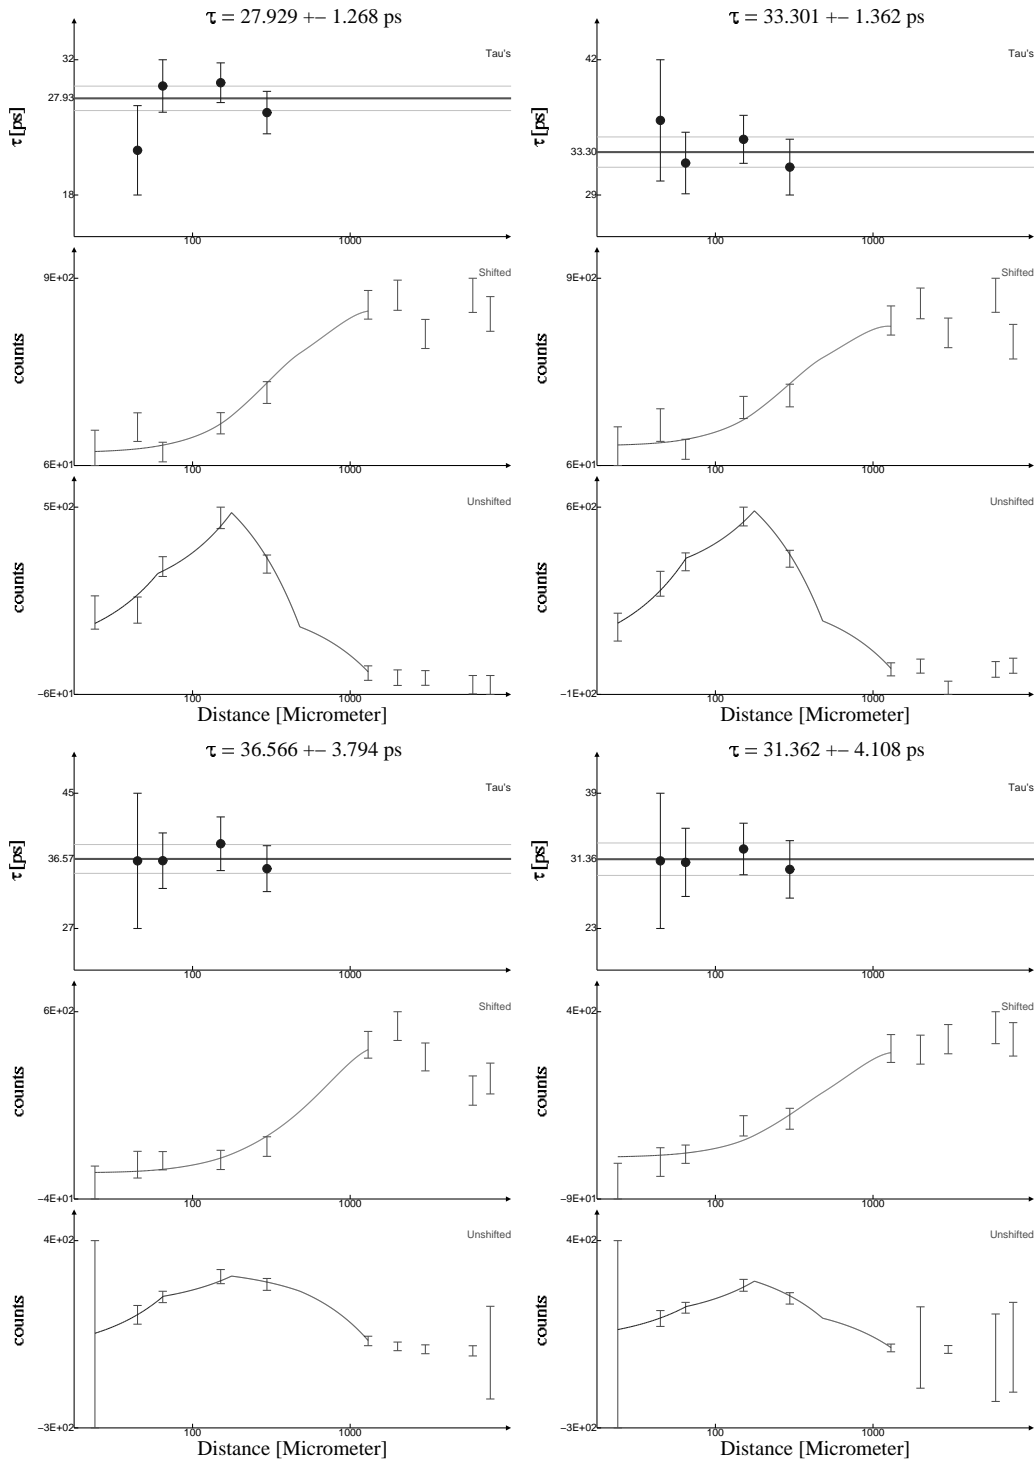 τ = 27.929 +− 1.268 ps
Tau's
32
27.93
18
τ[ps]
100
1000
Shifted
9E+02
6E+01
counts
100
1000
Unshifted
5E+02
−6E+01
counts
100
1000
Distance [Micrometer]
τ = 33.301 +− 1.362 ps
Tau's
42
33.30
29
τ[ps]
100
1000
Shifted
9E+02
6E+01
counts
100
1000
Unshifted
6E+02
−1E+02
counts
100
1000
Distance [Micrometer]
τ = 36.566 +− 3.794 ps
Tau's
45
36.57
27
τ[ps]
100
1000
Shifted
6E+02
−4E+01
counts
100
1000
Unshifted
4E+02
−3E+02
counts
100
1000
Distance [Micrometer]
τ = 31.362 +− 4.108 ps
Tau's
39
31.36
23
τ[ps]
100
1000
Shifted
4E+02
−9E+01
counts
100
1000
Unshifted
4E+02
−3E+02
counts
100
1000
Distance [Micrometer]